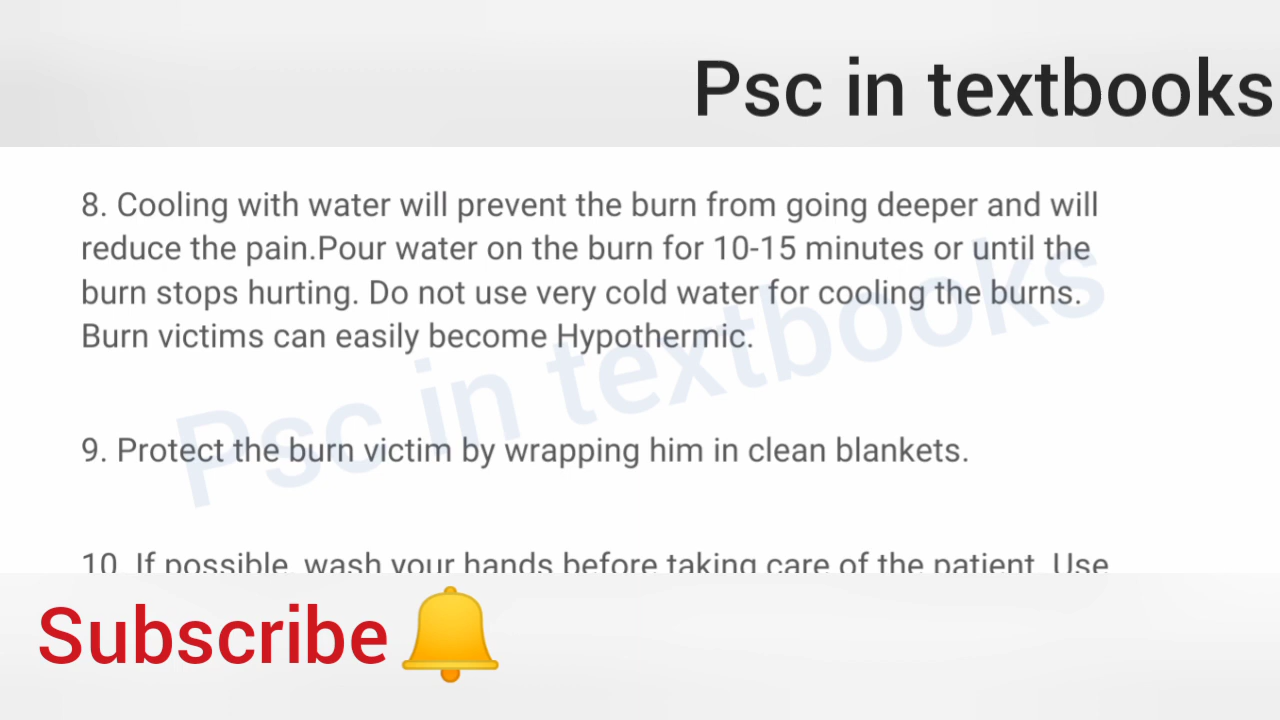 Psc in textbooks
8. Cooling with water will prevent the burn from going deeper and will
reduce the pain.Pour water on the burn for 10-15 minutes or until the
burn stops hurting. Do not use very cold water for cooling the burns.
Burn victims can easily become Hypothermic.
Psc in textbooks
9. Protect the burn victim by wrapping him in clean blankets.
10. If possible, wash your hands before taking care of the patient. Use
Subscribe